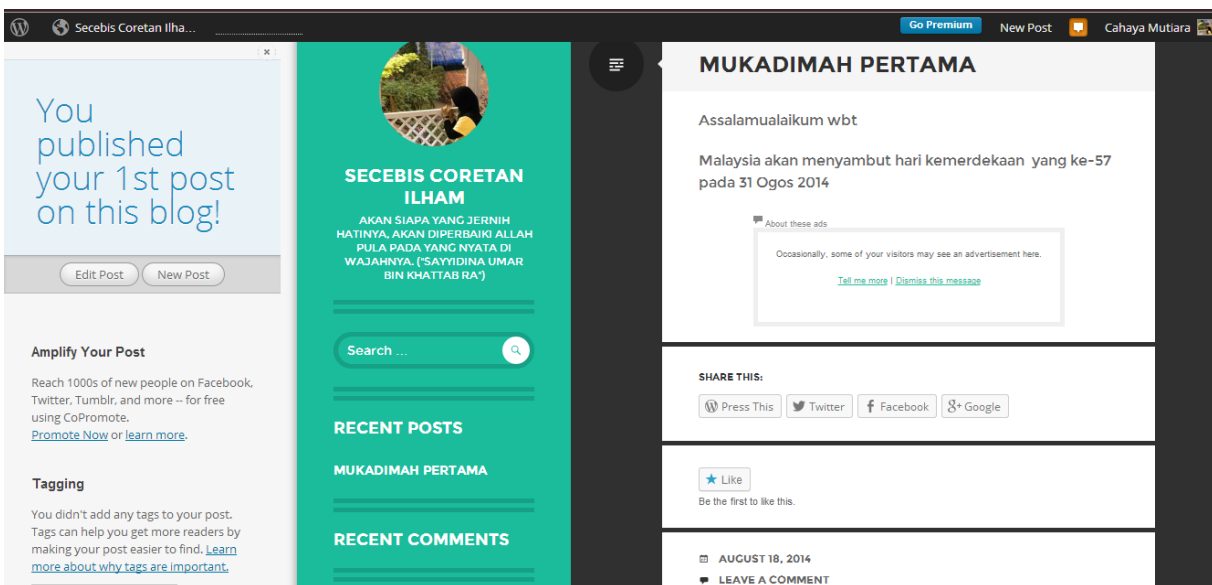 Secebis Coretan Ilha...
Go Premium
New Post
Cahaya Mutiara
You
published
your 1st post
on this blog!
Edit Post
New Post
Amplify Your Post
Reach 1000s of new people on Facebook,
Twitter, Tumblr, and more -- for free
using CoPromote.
Promote Now or learn more.
Tagging
You didn't add any tags to your post.
Tags can help you get more readers by
making your post easier to find. Learn
more about why tags are important.
SECEBIS CORETAN
ILHAM
AKAN SIAPA YANG JERNIH
HATINYA, AKAN DIPERBAIKI ALLAH
PULA PADA YANG NYATA DI
WAJAHNYA. ("SAYYIDINA UMAR
BIN KHATTAB RA")
Search ...
RECENT POSTS
MUKADIMAH PERTAMA
RECENT COMMENTS
MUKADIMAH PERTAMA
Assalamualaikum wbt
Malaysia akan menyambut hari kemerdekaan yang ke-57
pada 31 Ogos 2014
About these ads
Occasionally, some of your visitors may see an advertisement here.
Tell me more | Dismiss this message
SHARE THIS:
Press This
Twitter
Facebook
Google
Like
Be the first to like this.
AUGUST 18, 2014
LEAVE A COMMENT